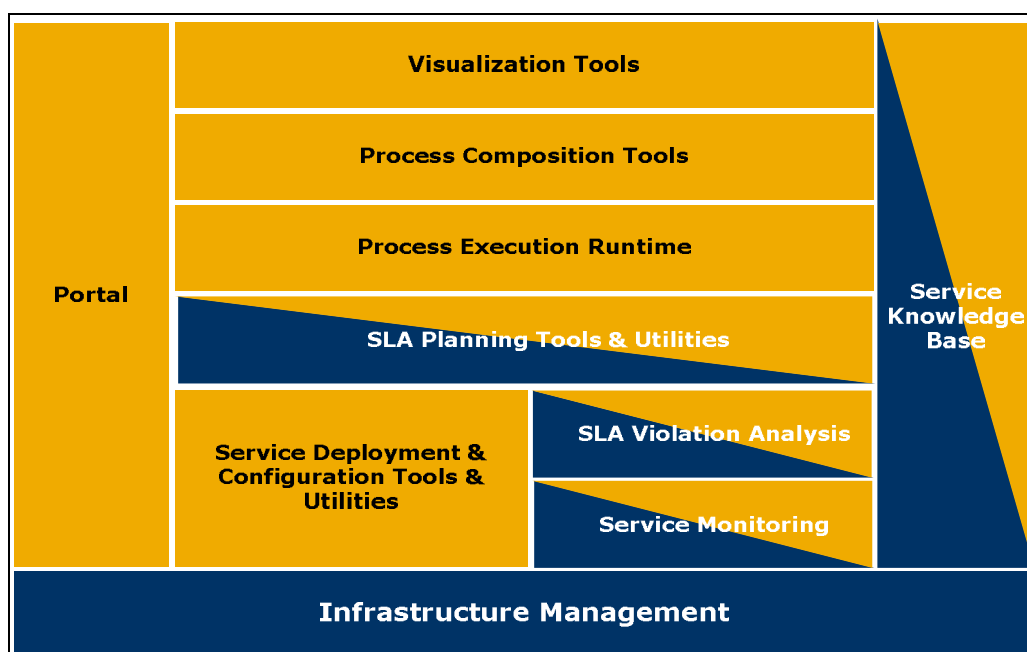 Visualization Tools
Process Composition Tools
Process Execution Runtime
Portal
SLA Planning Tools & Utilities
Service
Knowledge
Base
Service Deployment &
Configuration Tools &
Utilities
SLA Violation Analysis
Service Monitoring
Infrastructure Management